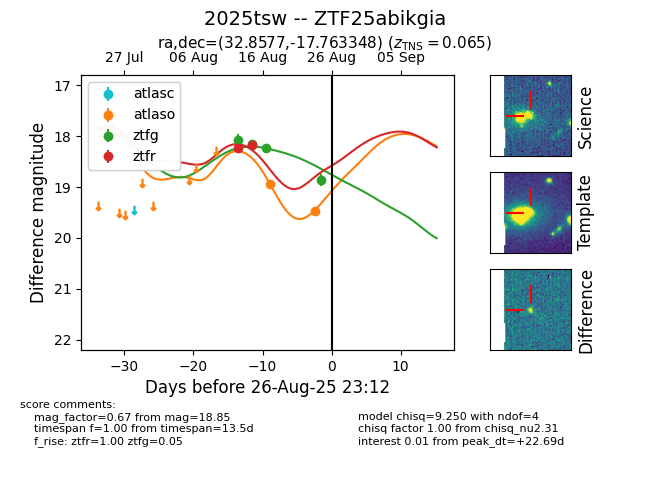 2025tsw -- ZTF25abikgia
ra,dec=(32.8577,-17.763348) (z_TNS = 0.065)
27 Jul 06 Aug 16 Aug 26 Aug 05 Sep
atlasc
atlaso
ztfg
ztfr
17
18
19
20
21
22
Difference magnitude
−30 −20 −10 0 10
Days before 26-Aug-25 23:12
Science
Template
Difference
score comments:
mag_factor=0.67 from mag=18.85
timespan f=1.00 from timespan=13.5d
f_rise: ztfr=1.00 ztfg=0.05
model chisq=9.250 with ndof=4
chisq factor 1.00 from chisq_nu2.31
interest 0.01 from peak_dt=+22.69d